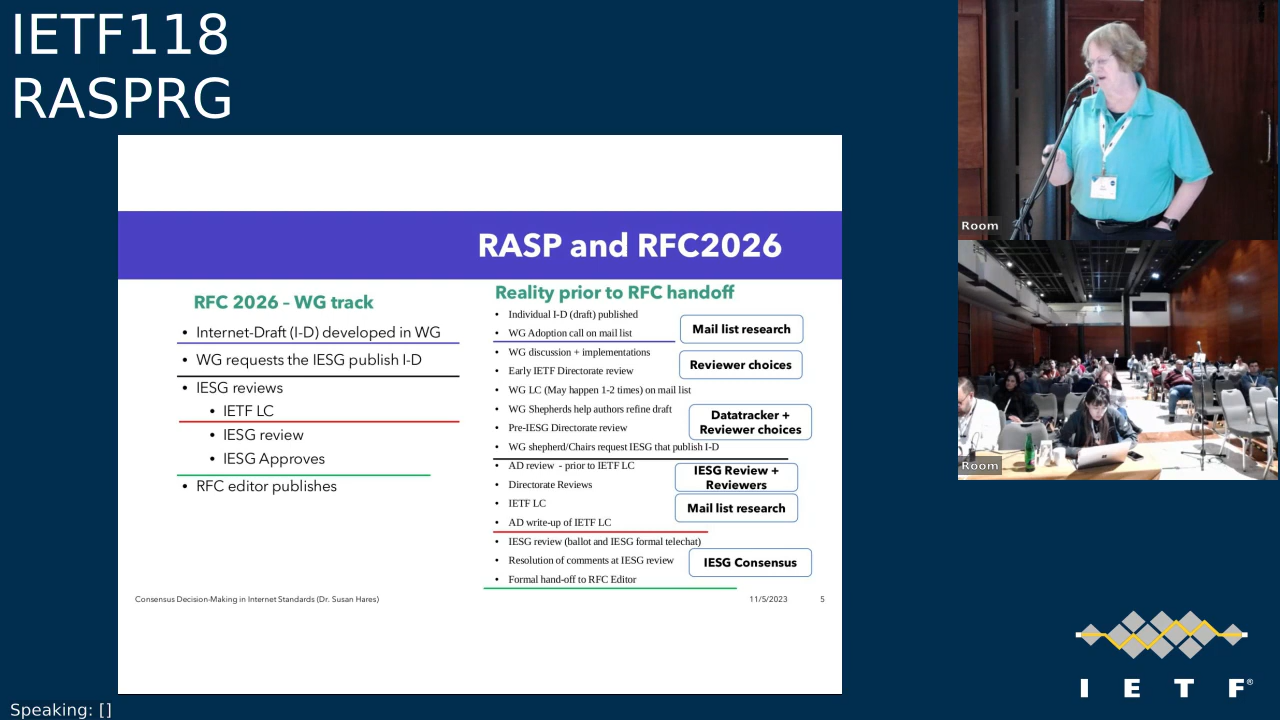 IETF118
RASPRG
RASP and RFC2026
RFC 2026 – WG track
• Internet-Draft (I-D) developed in WG
• WG requests the IESG publish I-D
• IESG reviews
• IETF LC
• IESG review
• IESG Approves
• RFC editor publishes
Reality prior to RFC handoff
• Individual I-D (draft) published
• WG Adoption call on mail list
• WG discussion + implementations
• Early IETF Directorate review
• WG LC (May happen 1-2 times) on mail list
• WG Shepherds help authors refine draft
• Pre-IESG Directorate review
• WG shepherd/Chairs request IESG that publish I-D
• AD review - prior to IETF LC
• Directorate Reviews
• IETF LC
• AD write-up of IETF LC
• IESG review (ballot and IESG formal telechat)
• Resolution of comments at IESG review
• Formal hand-off to RFC Editor
Mail list research
Reviewer choices
Datatracker +
Reviewer choices
IESG Review +
Reviewers
Mail list research
IESG Consensus
Consensus Decision-Making in Internet Standards (Dr. Susan Hares)
11/5/2023
5
Room
Room
I E T F®
Speaking: []